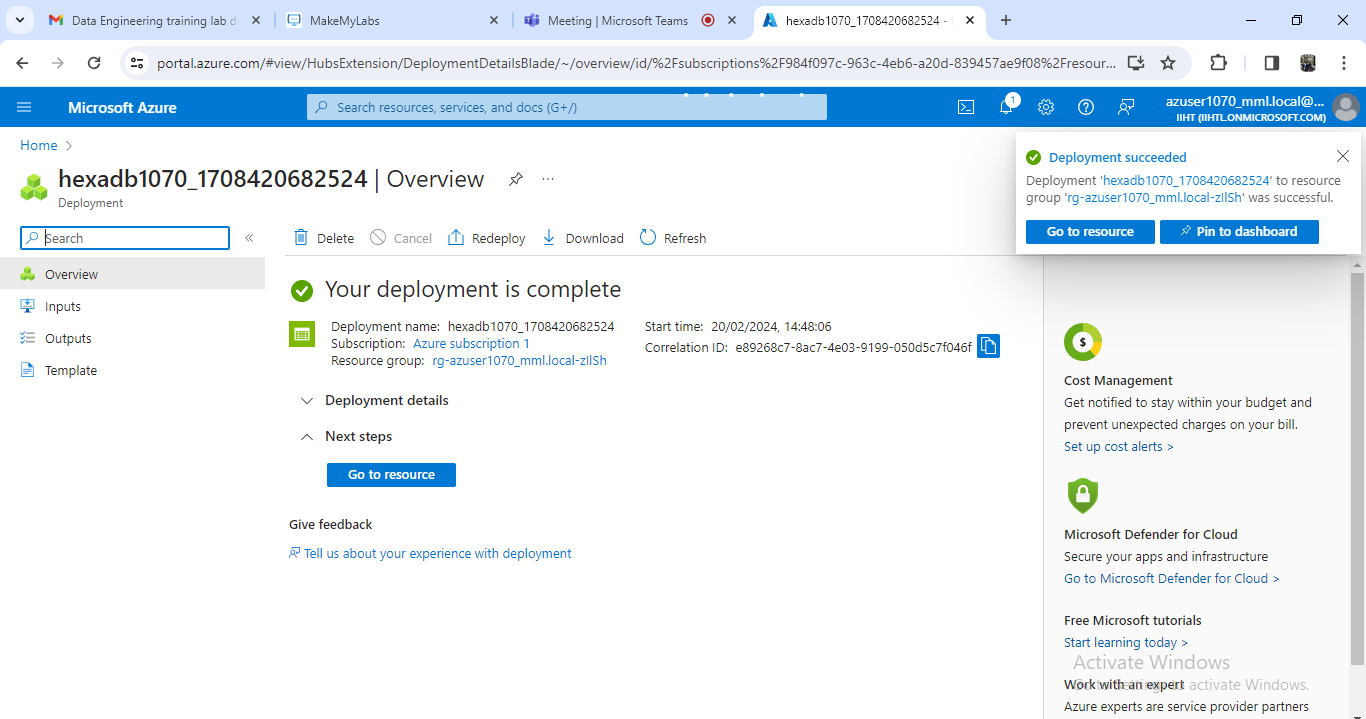 Data Engineering training lab d
MakeMyLabs
Meeting | Microsoft Teams
hexadb1070_1708420682524 -
portal.azure.com/#view/HubsExtension/DeploymentDetailsBlade/~/overview/id/%2Fsubscriptions%2F984f097c-963c-4eb6-a20d-839457ae9f08%2Fresour...
Microsoft Azure
Search resources, services, and docs (G+/)
1
azuser1070_mml.local@...
IIHT (IIHTL.ONMICROSOFT.COM)
Home
hexadb1070_1708420682524 | Overview
Deployment
Deployment succeeded
Deployment 'hexadb1070_1708420682524' to resource
group 'rg-azuser1070_mml.local-zIlSh' was successful.
Go to resource
Pin to dashboard
Search
Delete
Cancel
Redeploy
Download
Refresh
Overview
Inputs
Outputs
Template
Your deployment is complete
Deployment name: hexadb1070_1708420682524
Subscription: Azure subscription 1
Resource group: rg-azuser1070_mml.local-zIlSh
Start time: 20/02/2024, 14:48:06
Correlation ID: e89268c7-8ac7-4e03-9199-050d5c7f046f
Deployment details
Next steps
Go to resource
Give feedback
Tell us about your experience with deployment
$
Cost Management
Get notified to stay within your budget and
prevent unexpected charges on your bill.
Set up cost alerts >
Microsoft Defender for Cloud
Secure your apps and infrastructure
Go to Microsoft Defender for Cloud >
Free Microsoft tutorials
Start learning today >
Activate Windows
Go to Settings to activate Windows.
Work with an expert
Azure experts are service provider partners